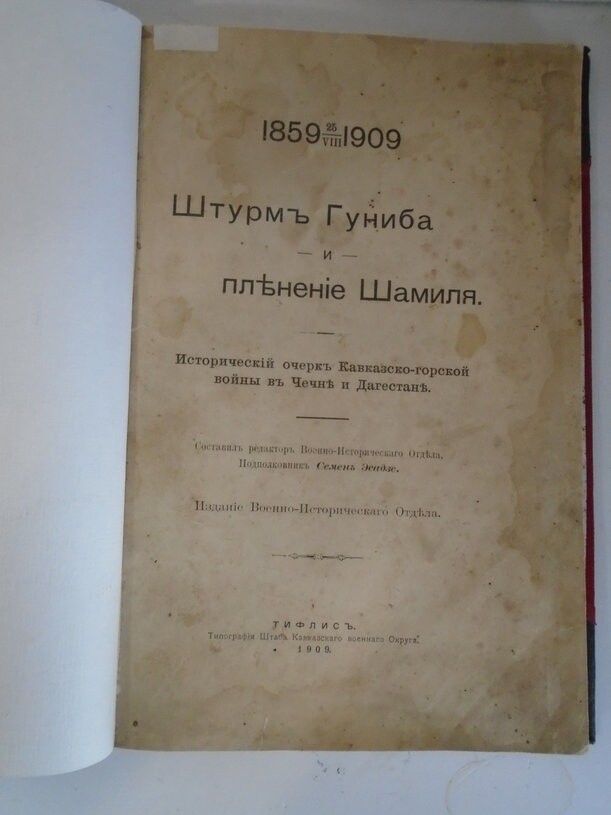 1859 25/VIII 1909
Штурмъ Гуниба
— и —
плѣненіе Шамиля.
Историческій очеркъ Кавказско-горской
войны въ Чечнѣ и Дагестанѣ.
Составилъ редакторъ Военно-Историческаго Отдѣла,
Подполковникъ Семенъ Эсадзе.
Изданіе Военно-Историческаго Отдѣла.
ТИФЛИСЪ.
Типографія Штаба Кавказскаго военнаго Округа.
1909.